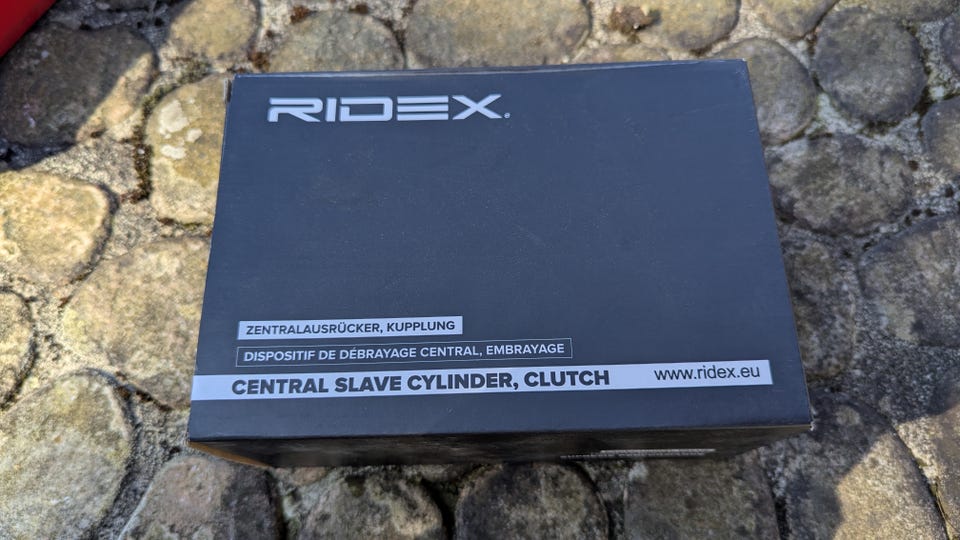 RIDEX.
ZENTRALAUSRÜCKER, KUPPLUNG
DISPOSITIF DE DÉBRAYAGE CENTRAL, EMBRAYAGE
CENTRAL SLAVE CYLINDER, CLUTCH www.ridex.eu